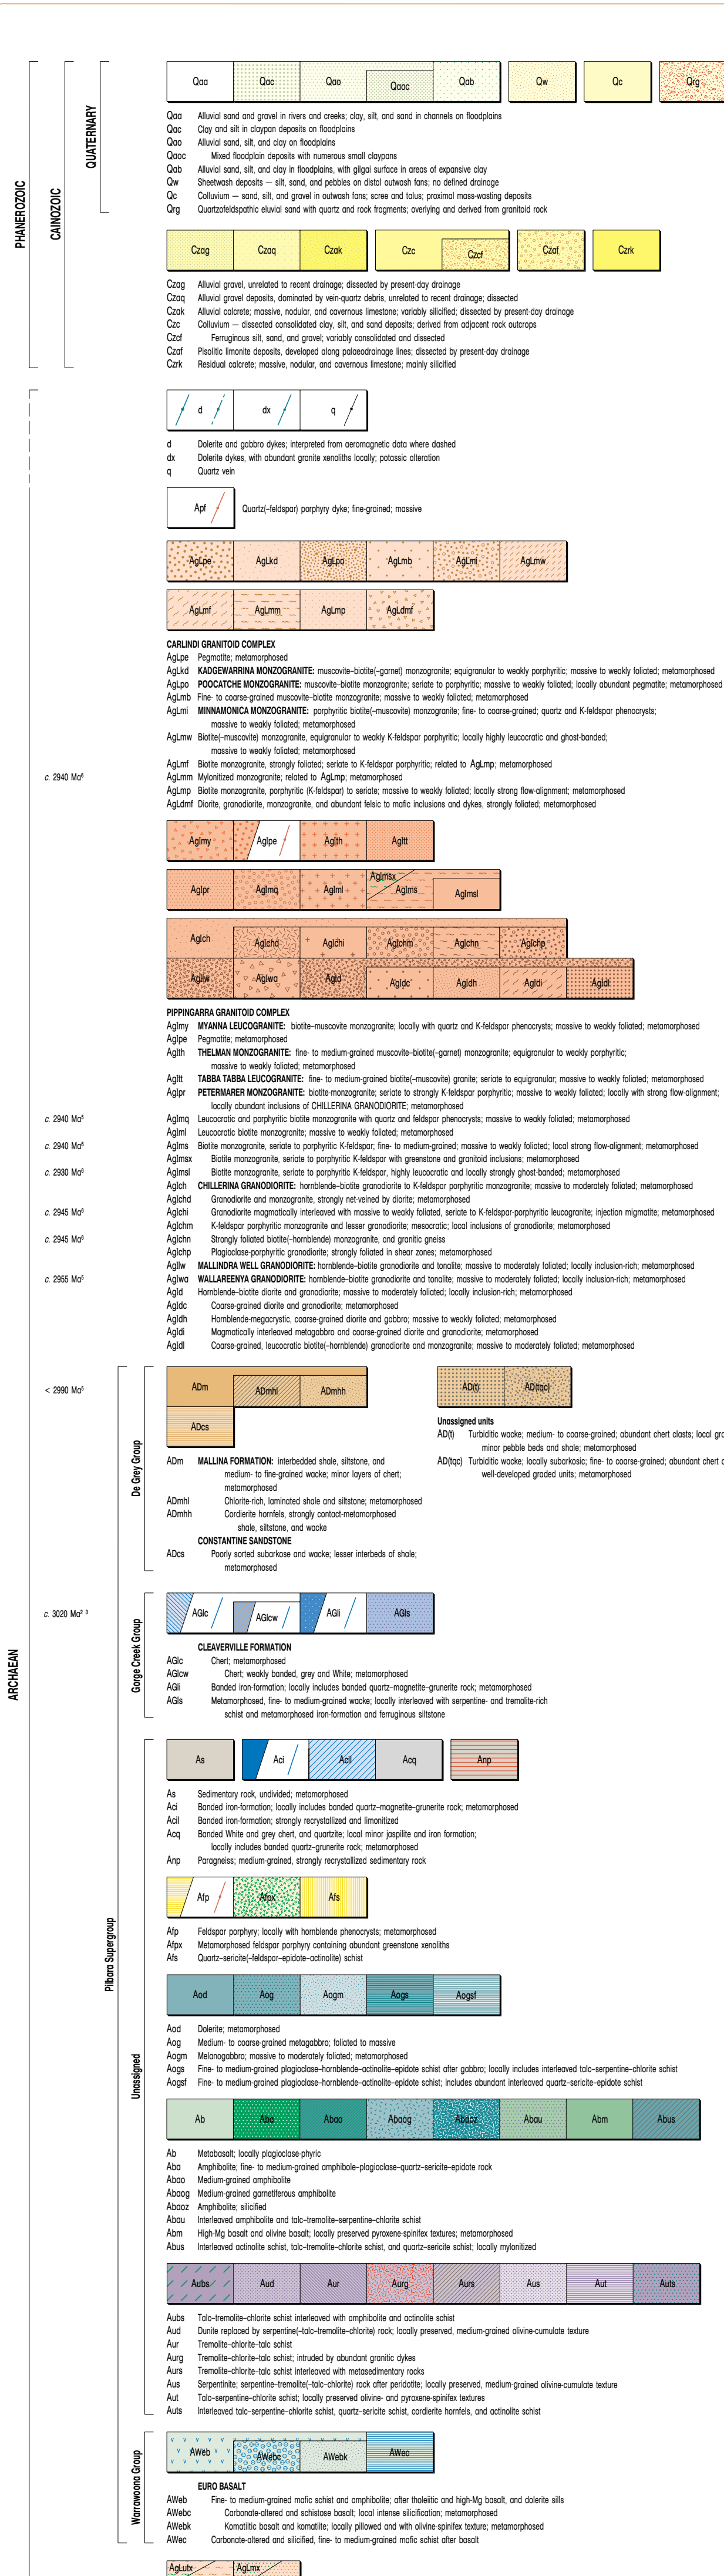 PHANEROZOIC
CAINOZOIC
QUATERNARY
Qaa Qac Qao Qaoc Qab Qw Qc Qrg
Qaa Alluvial sand and gravel in rivers and creeks; clay, silt, and sand in channels on floodplains
Qac Clay and silt in claypan deposits on floodplains
Qao Alluvial sand, silt, and clay on floodplains
Qaoc Mixed floodplain deposits with numerous small claypans
Qab Alluvial sand, silt, and clay in floodplains, with gilgai surface in areas of expansive clay
Qw Sheetwash deposits — silt, sand, and pebbles on distal outwash fans; no defined drainage
Qc Colluvium — sand, silt, and gravel in outwash fans; scree and talus; proximal mass-wasting deposits
Qrg Quartzofeldspathic eluvial sand with quartz and rock fragments; overlying and derived from granitoid rock
Czag Czaq Czak Czc Czcf Czaf Czrk
Czag Alluvial gravel, unrelated to recent drainage; dissected by present-day drainage
Czaq Alluvial gravel deposits, dominated by vein-quartz debris, unrelated to recent drainage; dissected
Czak Alluvial calcrete; massive, nodular, and cavernous limestone; variably silicified; dissected by present-day drainage
Czc Colluvium — dissected consolidated clay, silt, and sand deposits; derived from adjacent rock outcrops
Czcf Ferruginous silt, sand, and gravel; variably consolidated and dissected
Czaf Pisolitic limonite deposits, developed along palaeodrainage lines; dissected by present-day drainage
Czrk Residual calcrete; massive, nodular, and cavernous limestone; mainly silicified
d dx q
d Dolerite and gabbro dykes; interpreted from aeromagnetic data where dashed
dx Dolerite dykes, with abundant granite xenoliths locally; potassic alteration
q Quartz vein
Apf Quartz(–feldspar) porphyry dyke; fine-grained; massive
AgLpe AgLkd AgLpo AgLmb AgLmi AgLmw
AgLmf AgLmm AgLmp AgLdmf
CARLINDI GRANITOID COMPLEX
AgLpe Pegmatite; metamorphosed
AgLkd KADGEWARRINA MONZOGRANITE: muscovite–biotite(–garnet) monzogranite; equigranular to weakly porphyritic; massive to weakly foliated; metamorphosed
AgLpo POOCATCHE MONZOGRANITE: muscovite–biotite monzogranite; seriate to porphyritic; massive to weakly foliated; locally abundant pegmatite; metamorphosed
AgLmb Fine- to coarse-grained muscovite–biotite monzogranite; massive to weakly foliated; metamorphosed
AgLmi MINNAMONICA MONZOGRANITE: porphyritic biotite(–muscovite) monzogranite; fine- to coarse-grained; quartz and K-feldspar phenocrysts;
massive to weakly foliated; metamorphosed
AgLmw Biotite(–muscovite) monzogranite, equigranular to weakly K-feldspar porphyritic; locally highly leucocratic and ghost-banded;
massive to weakly foliated; metamorphosed
AgLmf Biotite monzogranite, strongly foliated; seriate to K-feldspar porphyritic; related to AgLmp; metamorphosed
c. 2940 Ma⁶ AgLmm Mylonitized monzogranite; related to AgLmp; metamorphosed
AgLmp Biotite monzogranite, porphyritic (K-feldspar) to seriate; massive to weakly foliated; locally strong flow-alignment; metamorphosed
AgLdmf Diorite, granodiorite, monzogranite, and abundant felsic to mafic inclusions and dykes, strongly foliated; metamorphosed
AgImy AgIpe AgIth AgItt
AgIpr AgImq AgIml AgImsx AgIms AgImsl
AgIch AgIchd AgIchi AgIchm AgIchn AgIchp
AgIlw AgIwa AgId AgIdc AgIdh AgIdi AgIdl
PIPPINGARRA GRANITOID COMPLEX
AgImy MYANNA LEUCOGRANITE: biotite–muscovite monzogranite; locally with quartz and K-feldspar phenocrysts; massive to weakly foliated; metamorphosed
AgIpe Pegmatite; metamorphosed
AgIth THELMAN MONZOGRANITE: fine- to medium-grained muscovite–biotite(–garnet) monzogranite; equigranular to weakly porphyritic;
massive to weakly foliated; metamorphosed
AgItt TABBA TABBA LEUCOGRANITE: fine- to medium-grained biotite(–muscovite) granite; seriate to equigranular; massive to weakly foliated; metamorphosed
AgIpr PETERMARER MONZOGRANITE: biotite-monzogranite; seriate to strongly K-feldspar porphyritic; massive to weakly foliated; locally with strong flow-alignment;
locally abundant inclusions of CHILLERINA GRANODIORITE; metamorphosed
c. 2940 Ma⁵ AgImq Leucocratic and porphyritic biotite monzogranite with quartz and feldspar phenocrysts; massive to weakly foliated; metamorphosed
AgIml Leucocratic biotite monzogranite; massive to weakly foliated; metamorphosed
c. 2940 Ma⁶ AgIms Biotite monzogranite, seriate to porphyritic K-feldspar; fine- to medium-grained; massive to weakly foliated; local strong flow-alignment; metamorphosed
AgImsx Biotite monzogranite, seriate to porphyritic K-feldspar with greenstone and granitoid inclusions; metamorphosed
c. 2930 Ma⁶ AgImsl Biotite monzogranite, seriate to porphyritic K-feldspar, highly leucocratic and locally strongly ghost-banded; metamorphosed
AgIch CHILLERINA GRANODIORITE: hornblende–biotite granodiorite to K-feldspar porphyritic monzogranite; massive to moderately foliated; metamorphosed
AgIchd Granodiorite and monzogranite, strongly net-veined by diorite; metamorphosed
c. 2945 Ma⁶ AgIchi Granodiorite magmatically interleaved with massive to weakly foliated, seriate to K-feldspar-porphyritic leucogranite; injection migmatite; metamorphosed
AgIchm K-feldspar porphyritic monzogranite and lesser granodiorite; mesocratic; local inclusions of granodiorite; metamorphosed
c. 2945 Ma⁶ AgIchn Strongly foliated biotite(–hornblende) monzogranite, and granitic gneiss
AgIchp Plagioclase-porphyritic granodiorite; strongly foliated in shear zones; metamorphosed
AgIlw MALLINDRA WELL GRANODIORITE: hornblende–biotite granodiorite and tonalite; massive to moderately foliated; locally inclusion-rich; metamorphosed
c. 2955 Ma⁵ AgIwa WALLAREENYA GRANODIORITE: hornblende–biotite granodiorite and tonalite; massive to moderately foliated; locally inclusion-rich; metamorphosed
AgId Hornblende–biotite diorite and granodiorite; massive to moderately foliated; locally inclusion-rich; metamorphosed
AgIdc Coarse-grained diorite and granodiorite; metamorphosed
AgIdh Hornblende-megacrystic, coarse-grained diorite and gabbro; massive to weakly foliated; metamorphosed
AgIdi Magmatically interleaved metagabbro and coarse-grained diorite and granodiorite; metamorphosed
AgIdl Coarse-grained, leucocratic biotite(–hornblende) granodiorite and monzogranite; massive to moderately foliated; metamorphosed
< 2990 Ma⁵
De Grey Group
ADm ADmhl ADmhh AD(t) AD(tqc)
ADcs
Unassigned units
AD(t) Turbiditic wacke; medium- to coarse-grained; abundant chert clasts; local gra
minor pebble beds and shale; metamorphosed
AD(tqc) Turbiditic wacke; locally subarkosic; fine- to coarse-grained; abundant chert c
well-developed graded units; metamorphosed
ADm MALLINA FORMATION: interbedded shale, siltstone, and
medium- to fine-grained wacke; minor layers of chert;
metamorphosed
ADmhl Chlorite-rich, laminated shale and siltstone; metamorphosed
ADmhh Cordierite hornfels, strongly contact-metamorphosed
shale, siltstone, and wacke
CONSTANTINE SANDSTONE
ADcs Poorly sorted subarkose and wacke; lesser interbeds of shale;
metamorphosed
ARCHAEAN
c. 3020 Ma² ³
Gorge Creek Group
AGlc AGlcw AGli AGls
CLEAVERVILLE FORMATION
AGlc Chert; metamorphosed
AGlcw Chert; weakly banded, grey and White; metamorphosed
AGli Banded iron-formation; locally includes banded quartz–magnetite–grunerite rock; metamorphosed
AGls Metamorphosed, fine- to medium-grained wacke; locally interleaved with serpentine- and tremolite-rich
schist and metamorphosed iron-formation and ferruginous siltstone
Pilbara Supergroup
Unassigned
As Aci Acil Acq Anp
As Sedimentary rock, undivided; metamorphosed
Aci Banded iron-formation; locally includes banded quartz–magnetite–grunerite rock; metamorphosed
Acil Banded iron-formation; strongly recrystallized and limonitized
Acq Banded White and grey chert, and quartzite; local minor jaspilite and iron formation;
locally includes banded quartz–grunerite rock; metamorphosed
Anp Paragneiss; medium-grained, strongly recrystallized sedimentary rock
Afp Afpx Afs
Afp Feldspar porphyry; locally with hornblende phenocrysts; metamorphosed
Afpx Metamorphosed feldspar porphyry containing abundant greenstone xenoliths
Afs Quartz–sericite(–feldspar–epidote–actinolite) schist
Aod Aog Aogm Aogs Aogsf
Aod Dolerite; metamorphosed
Aog Medium- to coarse-grained metagabbro; foliated to massive
Aogm Melanogabbro; massive to moderately foliated; metamorphosed
Aogs Fine- to medium-grained plagioclase–hornblende–actinolite–epidote schist after gabbro; locally includes interleaved talc–serpentine–chlorite schist
Aogsf Fine- to medium-grained plagioclase–hornblende–actinolite–epidote schist; includes abundant interleaved quartz–sericite–epidote schist
Ab Aba Abao Abaog Abaoz Abau Abm Abus
Ab Metabasalt; locally plagioclase-phyric
Aba Amphibolite; fine- to medium-grained amphibole–plagioclase–quartz–sericite–epidote rock
Abao Medium-grained amphibolite
Abaog Medium-grained garnetiferous amphibolite
Abaoz Amphibolite; silicified
Abau Interleaved amphibolite and talc–tremolite–serpentine–chlorite schist
Abm High-Mg basalt and olivine basalt; locally preserved pyroxene-spinifex textures; metamorphosed
Abus Interleaved actinolite schist, talc–tremolite–chlorite schist, and quartz–sericite schist; locally mylonitized
Aubs Aud Aur Aurg Aurs Aus Aut Auts
Aubs Talc–tremolite–chlorite schist interleaved with amphibolite and actinolite schist
Aud Dunite replaced by serpentine(–talc–tremolite–chlorite) rock; locally preserved, medium-grained olivine-cumulate texture
Aur Tremolite–chlorite–talc schist
Aurg Tremolite–chlorite–talc schist; intruded by abundant granitic dykes
Aurs Tremolite–chlorite–talc schist interleaved with metasedimentary rocks
Aus Serpentinite; serpentine–tremolite(–talc–chlorite) rock after peridotite; locally preserved, medium-grained olivine-cumulate texture
Aut Talc–serpentine–chlorite schist; locally preserved olivine- and pyroxene-spinifex textures
Auts Interleaved talc–serpentine–chlorite schist, quartz–sericite schist, cordierite hornfels, and actinolite schist
Warrawoona Group
AWeb AWebc AWebk AWec
EURO BASALT
AWeb Fine- to medium-grained mafic schist and amphibolite; after tholeiitic and high-Mg basalt, and dolerite sills
AWebc Carbonate-altered and schistose basalt; local intense silicification; metamorphosed
AWebk Komatiitic basalt and komatiite; locally pillowed and with olivine-spinifex texture; metamorphosed
AWec Carbonate-altered and silicified, fine- to medium-grained mafic schist after basalt
AgLutx AgLmx